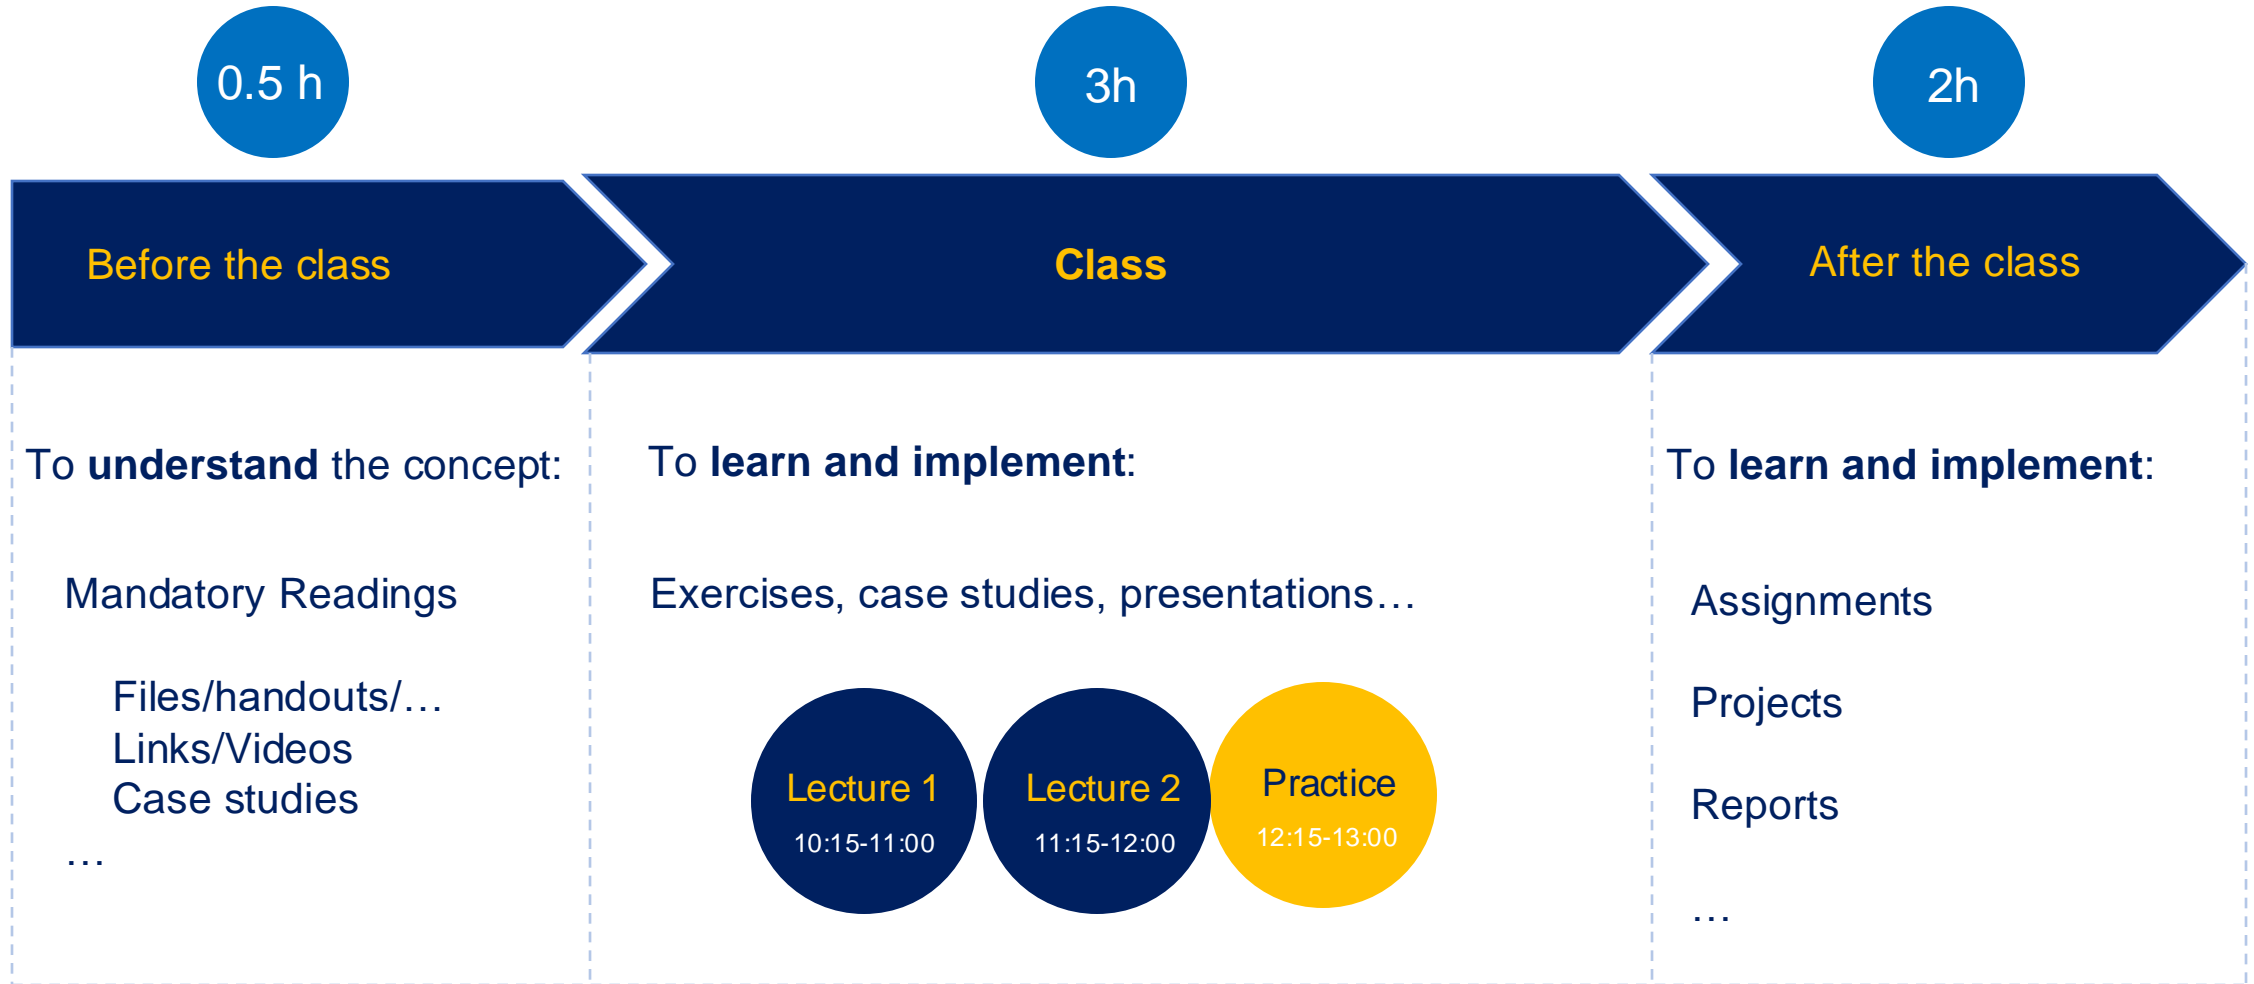 0.5 h
3h
2h
Before the class
Class
After the class
To understand the concept:
Mandatory Readings
Files/handouts/…
Links/Videos
Case studies
…
To learn and implement:
Exercises, case studies, presentations…
Lecture 1
10:15-11:00
Lecture 2
11:15-12:00
Practice
12:15-13:00
To learn and implement:
Assignments
Projects
Reports
…